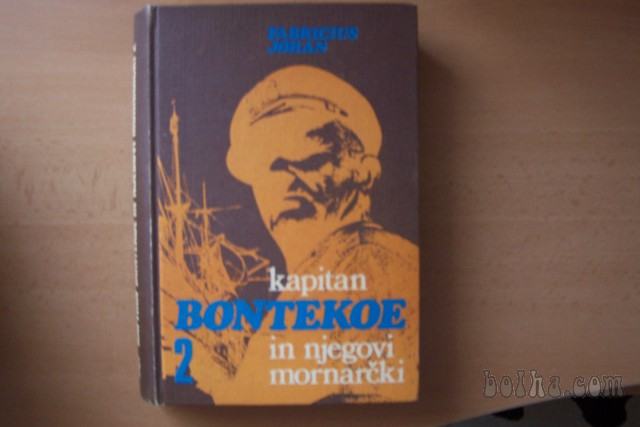 FABRICIUS
JOHAN
kapitan
BONTEKOE
2
in njegovi
mornarčki
bolha.com